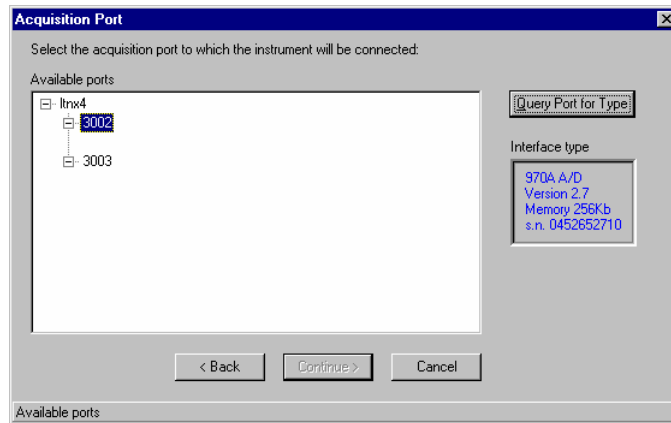 Acquisition Port
Select the acquisition port to which the instrument will be connected:
Available ports
ltnx4
3002
3003
Query Port for Type
Interface type
970A A/D
Version 2.7
Memory 256Kb
s.n. 0452652710
< Back
Continue >
Cancel
Available ports